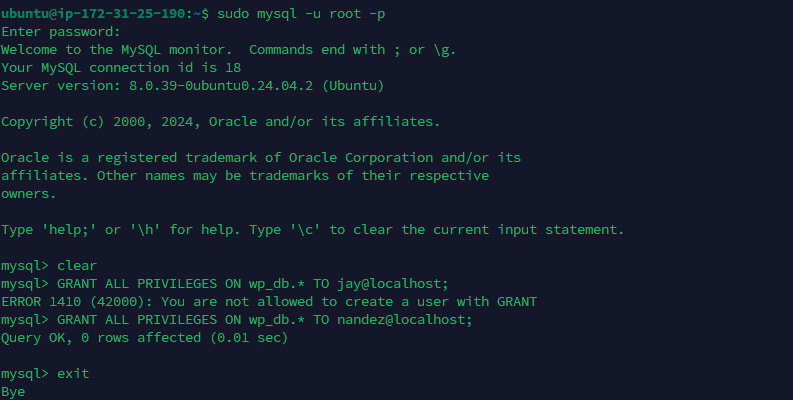 ubuntu@ip-172-31-25-190:~$ sudo mysql -u root -p
Enter password:
Welcome to the MySQL monitor.  Commands end with ; or \g.
Your MySQL connection id is 18
Server version: 8.0.39-0ubuntu0.24.04.2 (Ubuntu)

Copyright (c) 2000, 2024, Oracle and/or its affiliates.

Oracle is a registered trademark of Oracle Corporation and/or its
affiliates. Other names may be trademarks of their respective
owners.

Type 'help;' or '\h' for help. Type '\c' to clear the current input statement.

mysql> clear
mysql> GRANT ALL PRIVILEGES ON wp_db.* TO jay@localhost;
ERROR 1410 (42000): You are not allowed to create a user with GRANT
mysql> GRANT ALL PRIVILEGES ON wp_db.* TO nandez@localhost;
Query OK, 0 rows affected (0.01 sec)

mysql> exit
Bye